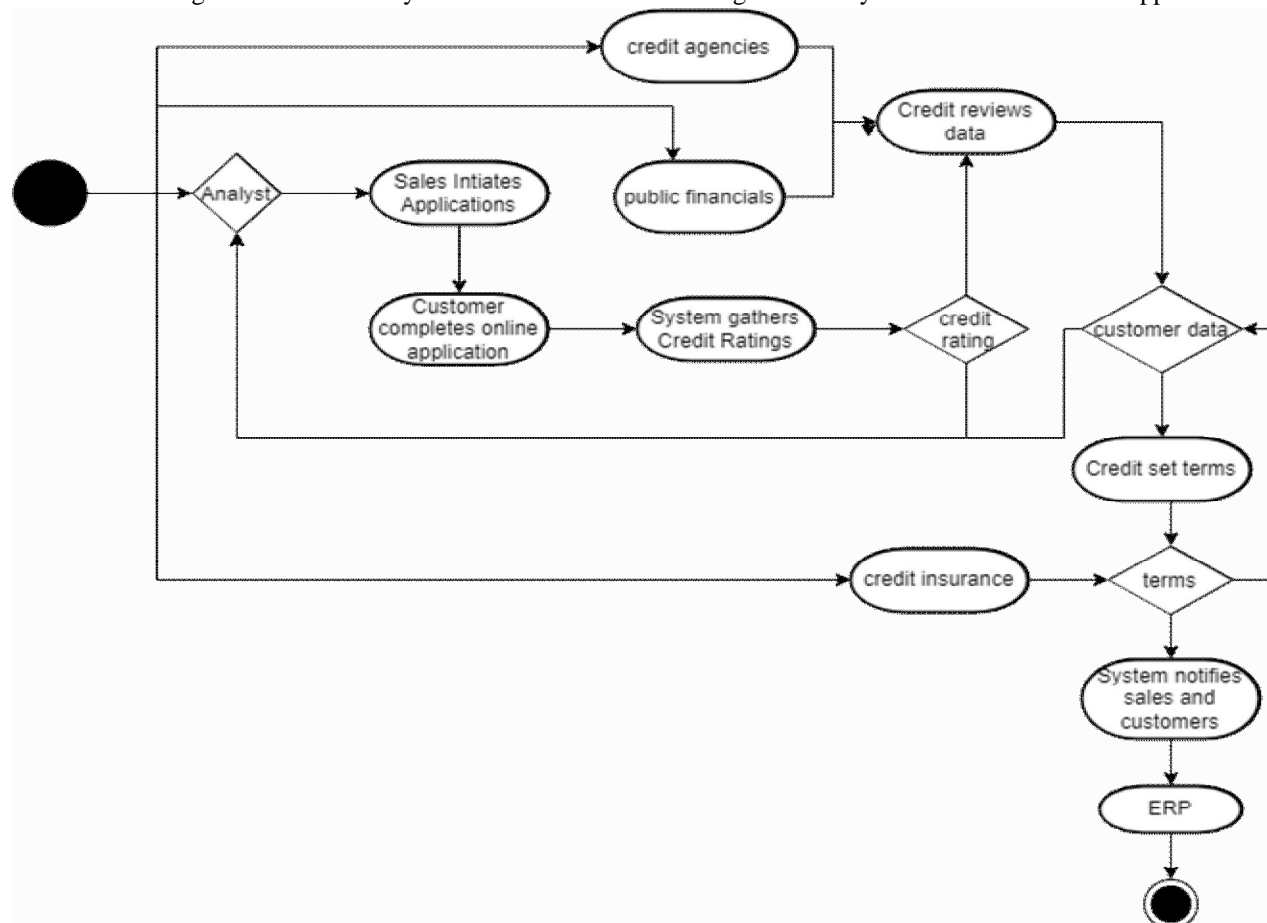 credit agencies
Credit reviews
data
Analyst
Sales Intiates
Applications
public financials
Customer
completes online
application
System gathers
Credit Ratings
credit
rating
customer data
Credit set terms
credit insurance
terms
System notifies
sales and
customers
ERP